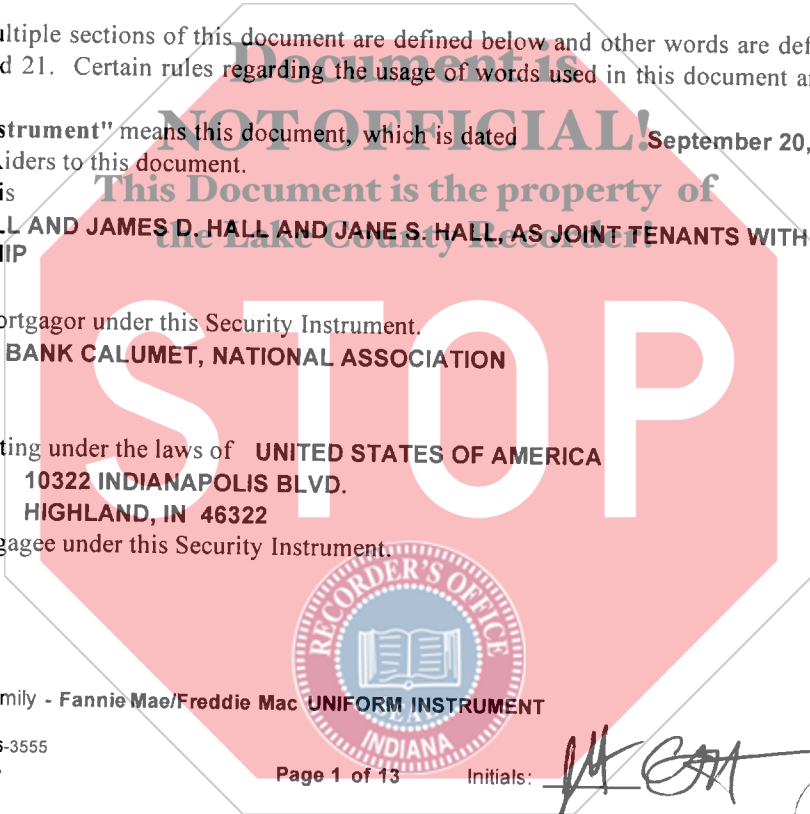 ultiple sections of this document are defined below and other words are def
d 21. Certain rules regarding the usage of words used in this document a
Document is
NOT OFFICIAL!
This Document is the property of
the Lake County Recorder!
strument" means this document, which is dated September 20,
Riders to this document.
is
LL AND JAMES D. HALL AND JANE S. HALL, AS JOINT TENANTS WITH
IIP
STOP
ortgagor under this Security Instrument.
BANK CALUMET, NATIONAL ASSOCIATION
ting under the laws of UNITED STATES OF AMERICA
10322 INDIANAPOLIS BLVD.
HIGHLAND, IN 46322
gagee under this Security Instrument.
RECORDER'S OFFICE
SEAL
INDIANA
mily - Fannie Mae/Freddie Mac UNIFORM INSTRUMENT
6-3555
Page 1 of 13 Initials: